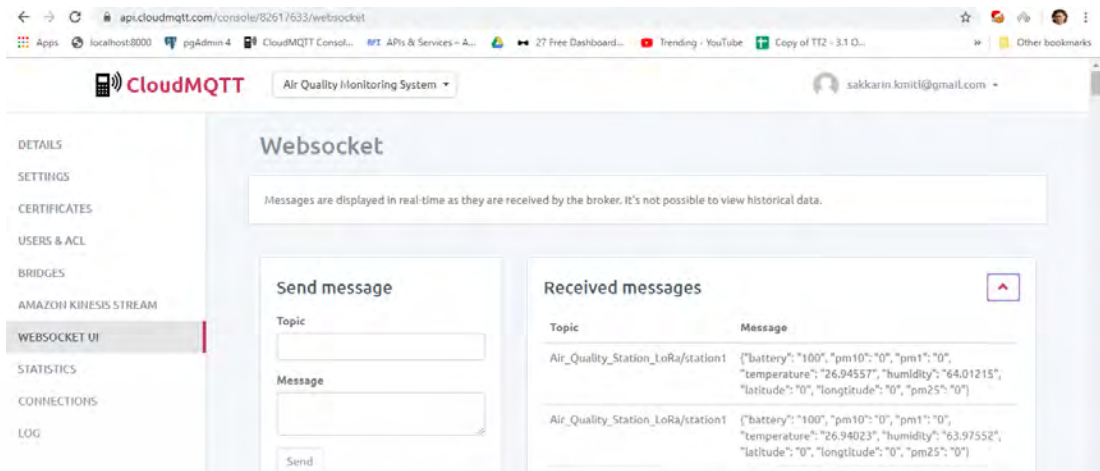 api.cloudmqtt.com/console/82617633/websocket
Apps localhost:8000 pgAdmin 4 CloudMQTT Consol... API APIs & Services – A... 27 Free Dashboard... Trending - YouTube Copy of TT2 - 3.1 O... » Other bookmarks
CloudMQTT Air Quality Monitoring System sakkarin.kmitl@gmail.com
DETAILS
SETTINGS
CERTIFICATES
USERS & ACL
BRIDGES
AMAZON KINESIS STREAM
WEBSOCKET UI
STATISTICS
CONNECTIONS
LOG
Websocket
Messages are displayed in real-time as they are received by the broker. It's not possible to view historical data.
Send message
Topic
Message
Send
Received messages
Topic Message
Air_Quality_Station_LoRa/station1 {"battery": "100", "pm10": "0", "pm1": "0",
"temperature": "26.94557", "humidity": "64.01215",
"latitude": "0", "longtitude": "0", "pm25": "0"}
Air_Quality_Station_LoRa/station1 {"battery": "100", "pm10": "0", "pm1": "0",
"temperature": "26.94023", "humidity": "63.97552",
"latitude": "0", "longtitude": "0", "pm25": "0"}